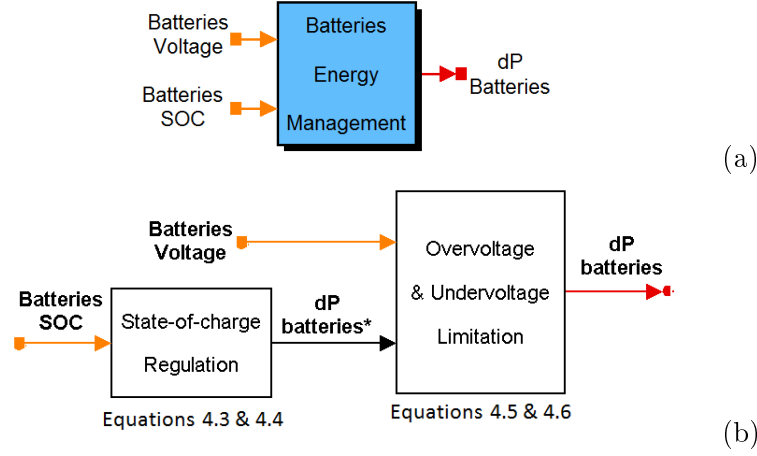 Batteries
Voltage
Batteries
SOC
Batteries
Energy
Management
dP
Batteries
(a)
Batteries
Voltage
Batteries
SOC
State-of-charge
Regulation
Equations 4.3 & 4.4
dP
batteries*
Overvoltage
& Undervoltage
Limitation
Equations 4.5 & 4.6
dP
batteries
(b)